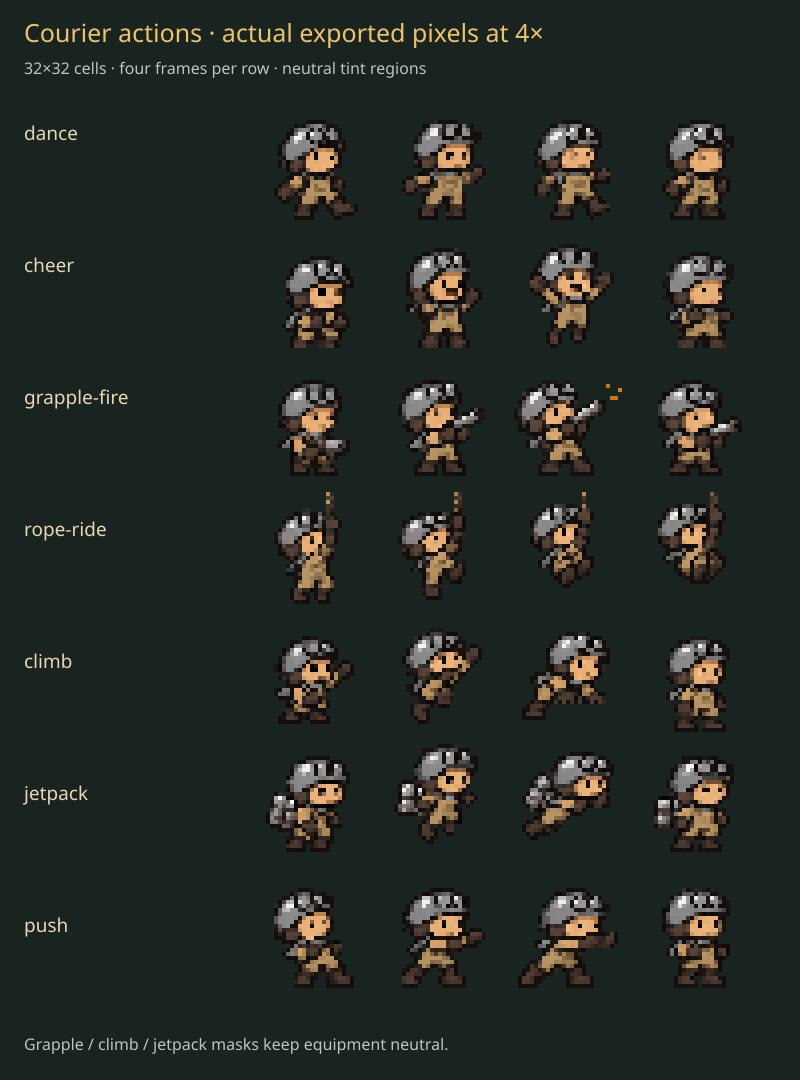 Courier actions · actual exported pixels at 4×
32×32 cells · four frames per row · neutral tint regions
dance
cheer
grapple-fire
rope-ride
climb
jetpack
push
Grapple / climb / jetpack masks keep equipment neutral.